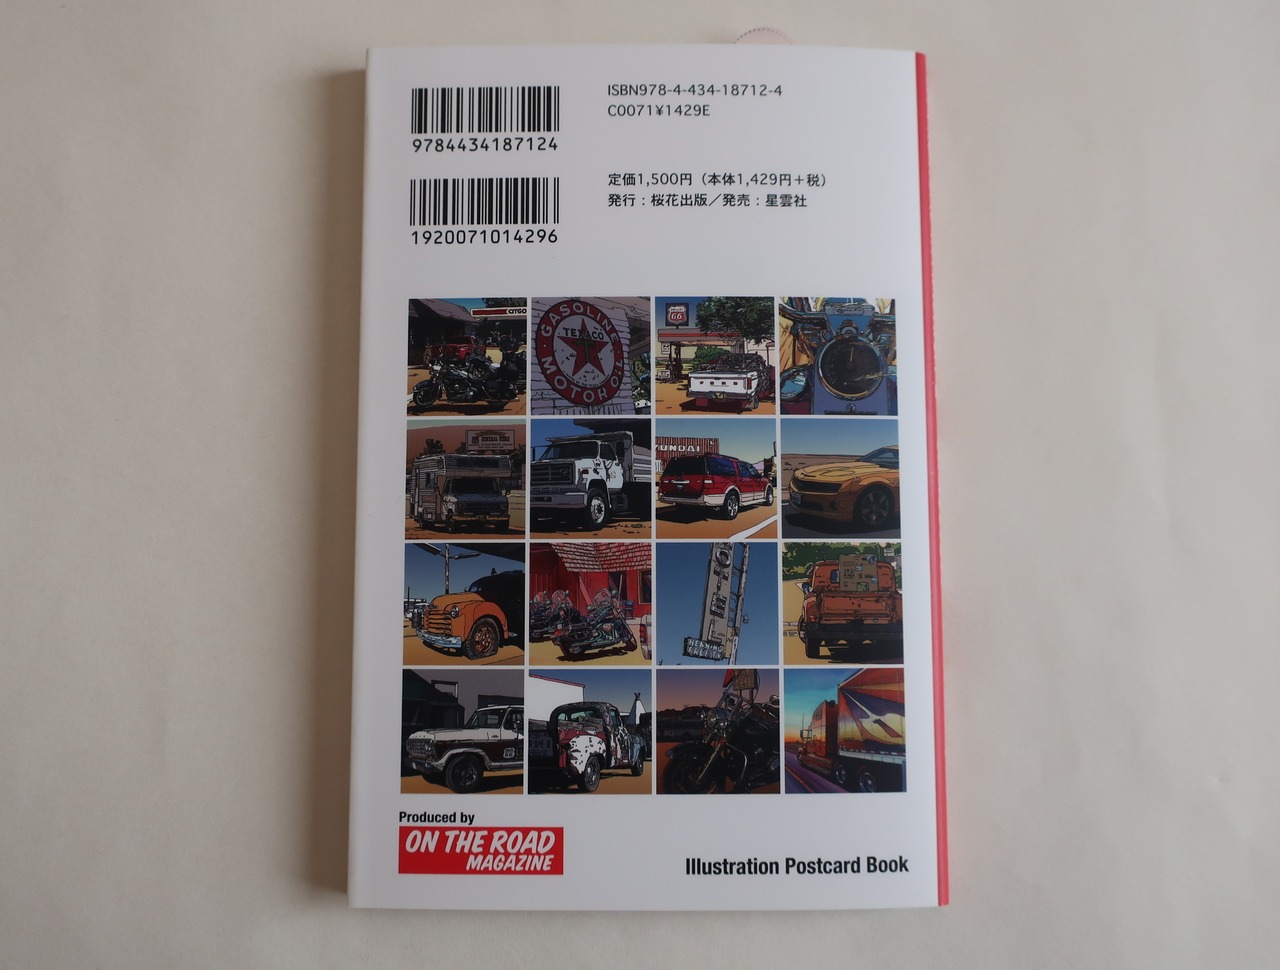 ISBN978-4-434-18712-4
C0071¥1429E
9784434187124
定価1,500円（本体1,429円＋税）
発行：桜花出版／発売：星雲社
1920071014296
CITGO
GASOLINE
TEXACO
MOTOR OIL
66
HYUNDAI
Produced by
ON THE ROAD
MAGAZINE
Illustration Postcard Book